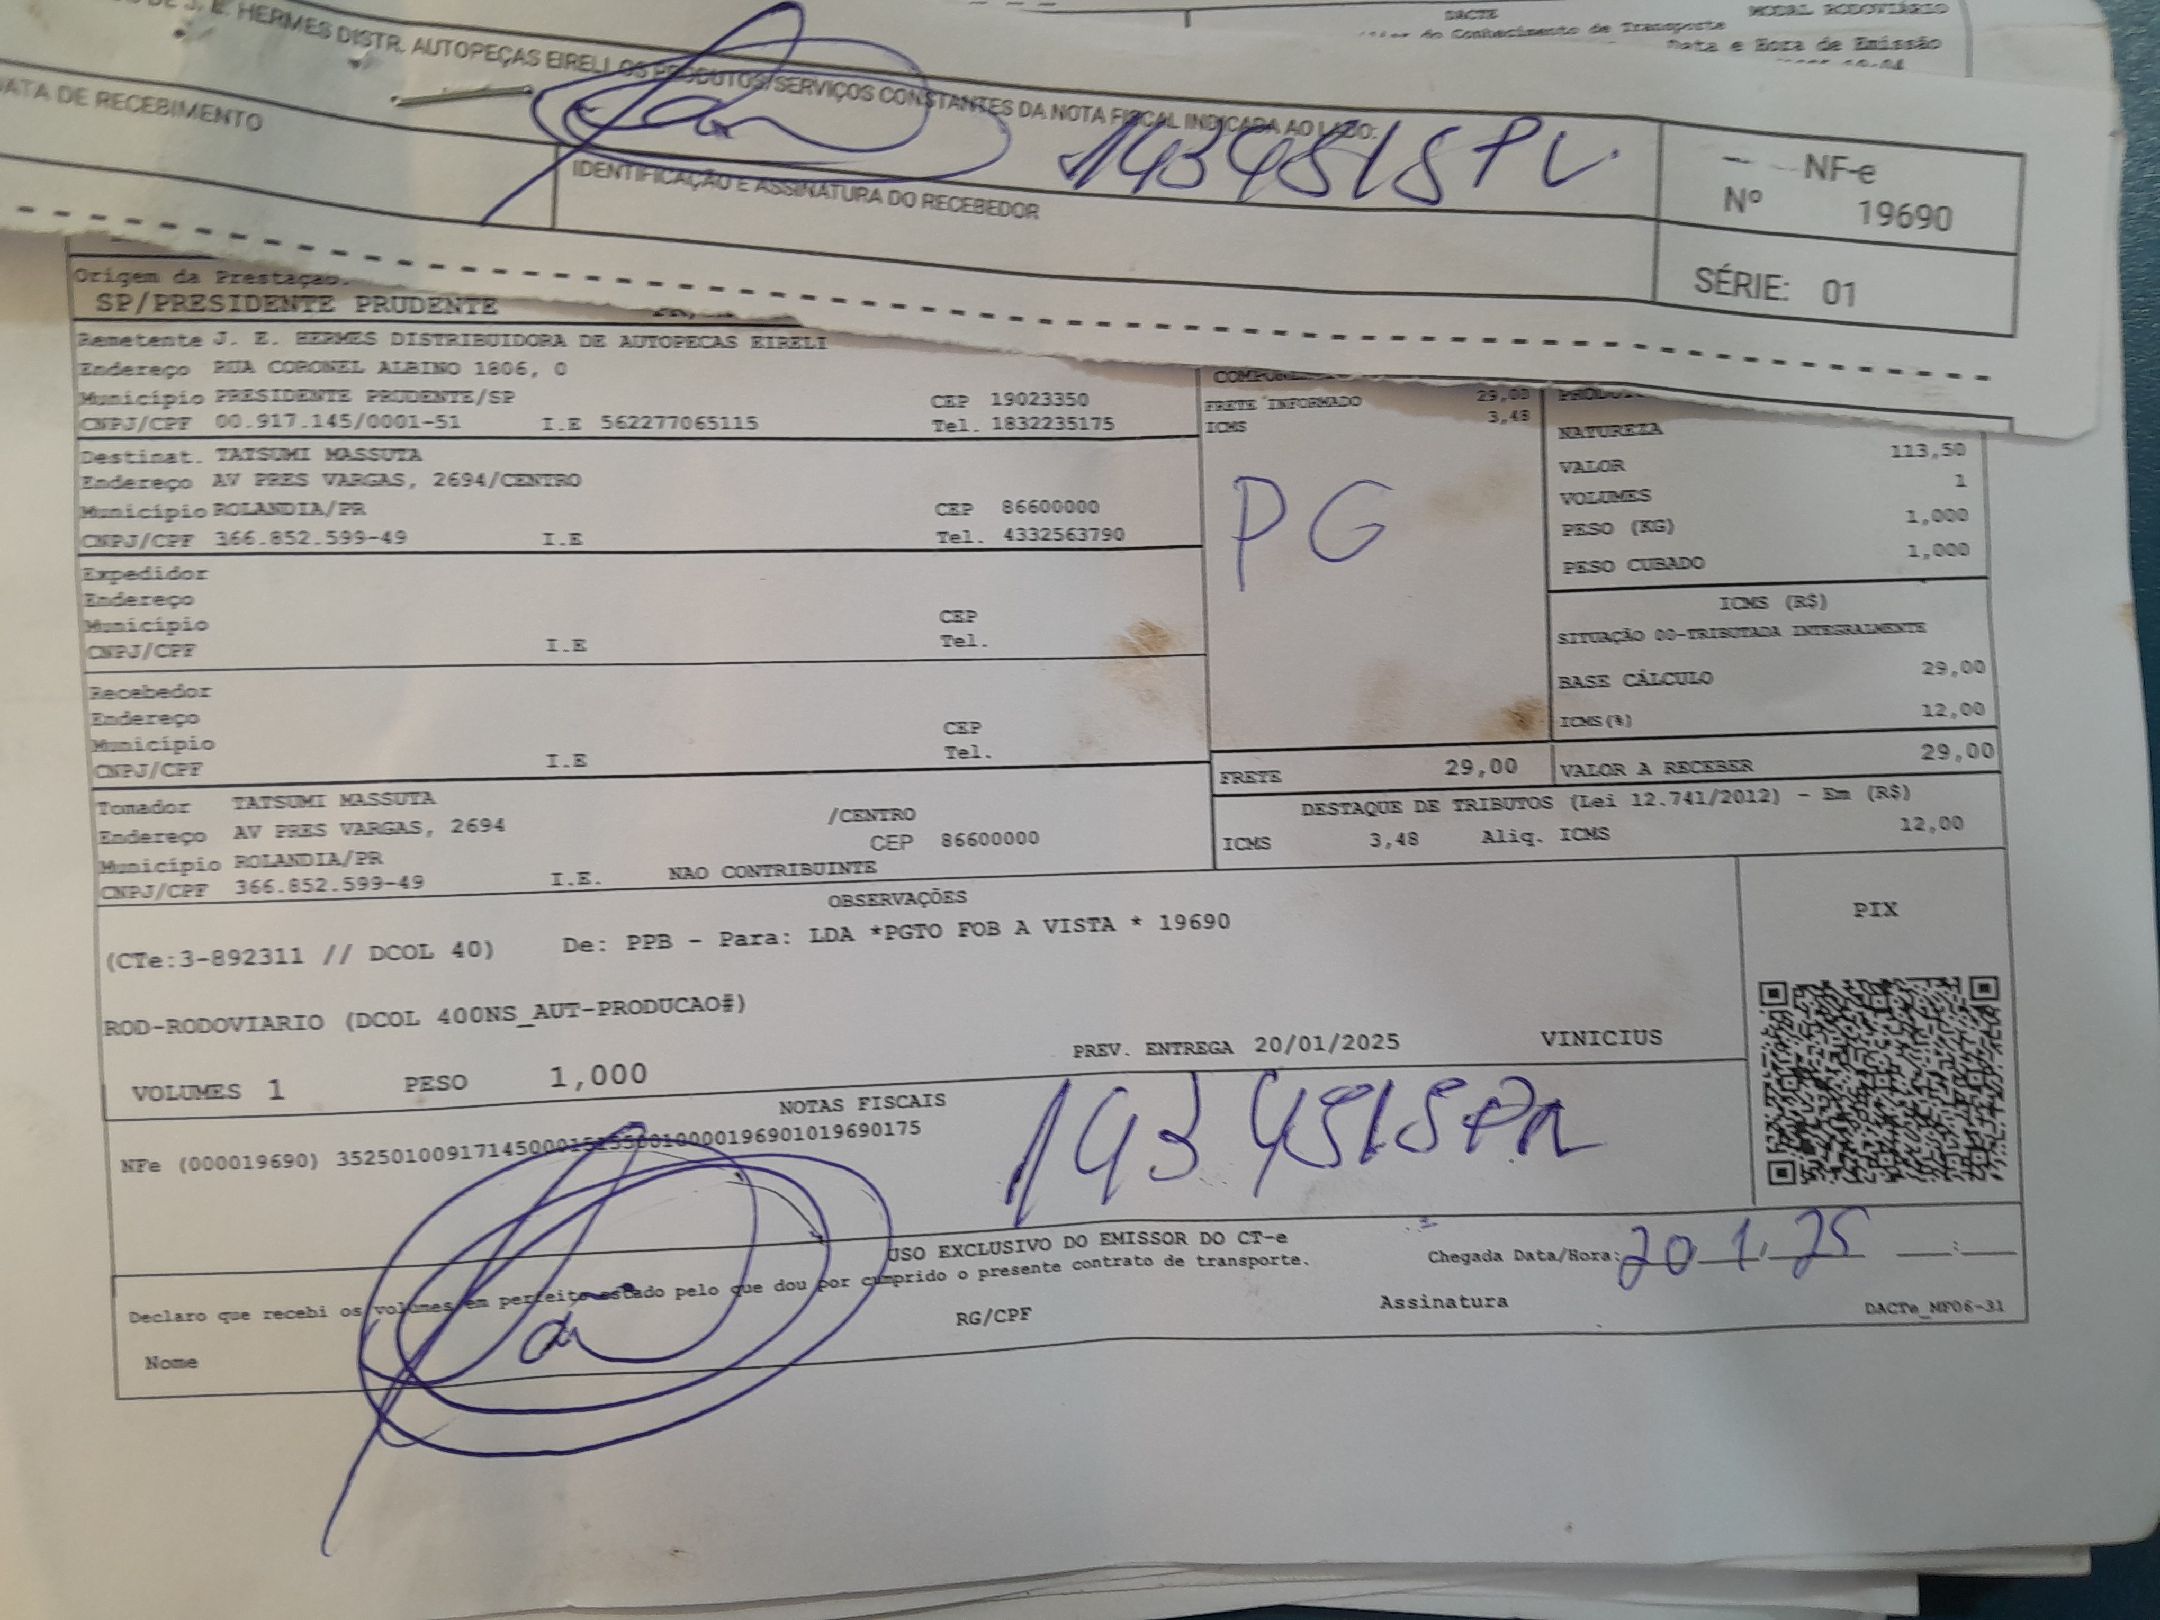 DACTE
MODAL RODOVIÁRIO
do Conhecimento de Transporte
Data e Hora de Emissão
DE J. E. HERMES DISTR. AUTOPEÇAS EIRELI OS PRODUTOS/SERVIÇOS CONSTANTES DA NOTA FISCAL INDICADA AO LADO:
DATA DE RECEBIMENTO
IDENTIFICAÇÃO E ASSINATURA DO RECEBEDOR
NF-e
Nº 19690
SÉRIE: 01
Origem da Prestação.
SP/PRESIDENTE PRUDENTE
Remetente J. E. HERMES DISTRIBUIDORA DE AUTOPECAS EIRELI
Endereço RUA CORONEL ALBINO 1806, 0
Município PRESIDENTE PRUDENTE/SP CEP 19023350
CNPJ/CPF 00.917.145/0001-51 I.E 562277065115 Tel. 1832235175
Destinat. TATSUMI MASSUTA
Endereço AV PRES VARGAS, 2694/CENTRO
Município ROLANDIA/PR CEP 86600000
CNPJ/CPF 366.852.599-49 I.E Tel. 4332563790
Expedidor
Endereço
Município CEP
CNPJ/CPF I.E Tel.
Recebedor
Endereço
Município CEP
CNPJ/CPF I.E Tel.
Tomador TATSUMI MASSUTA
Endereço AV PRES VARGAS, 2694 /CENTRO
Município ROLANDIA/PR CEP 86600000
CNPJ/CPF 366.852.599-49 I.E. NAO CONTRIBUINTE
FRETE INFORMADO 29,00
ICMS 3,48
PG
NATUREZA
VALOR 113,50
VOLUMES 1
PESO (KG) 1,000
PESO CUBADO 1,000
ICMS (R$)
SITUAÇÃO 00-TRIBUTADA INTEGRALMENTE
BASE CÁLCULO 29,00
ICMS(%) 12,00
FRETE 29,00 VALOR A RECEBER 29,00
DESTAQUE DE TRIBUTOS (Lei 12.741/2012) - Em (R$)
ICMS 3,48 Aliq. ICMS 12,00
OBSERVAÇÕES
(CTe:3-892311 // DCOL 40) De: PPB - Para: LDA *PGTO FOB A VISTA * 19690
ROD-RODOVIARIO (DCOL 400NS_AUT-PRODUCAO#)
PREV. ENTREGA 20/01/2025 VINICIUS
VOLUMES 1 PESO 1,000
PIX
NOTAS FISCAIS
NFe (000019690)
USO EXCLUSIVO DO EMISSOR DO CT-e
Declaro que recebi os volumes em perfeito estado pelo que dou por cumprido o presente contrato de transporte.
Chegada Data/Hora: 20 1 25
Nome RG/CPF Assinatura
DACTe_MF06-31